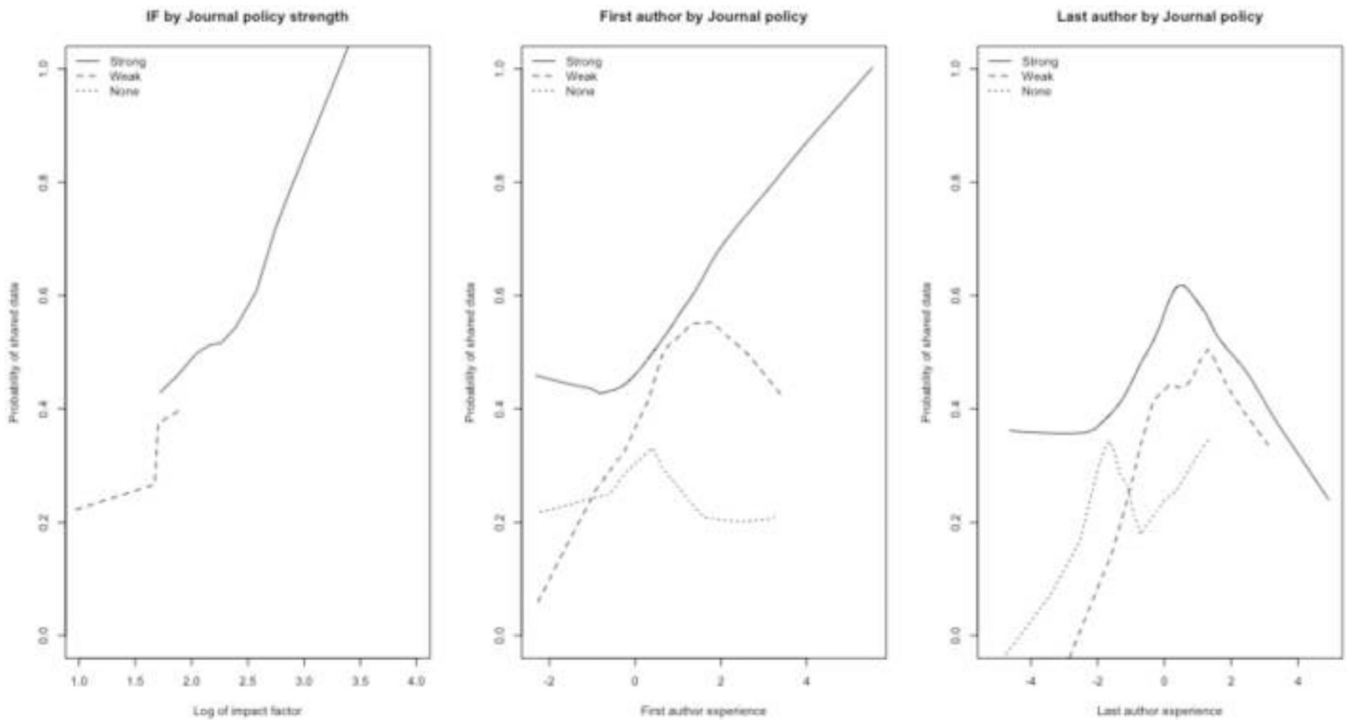 IF by Journal policy strength
Strong
Weak
None
Probability of shared data
0.0
0.2
0.4
0.6
0.8
1.0
1.0 1.5 2.0 2.5 3.0 3.5 4.0
Log of impact factor
First author by Journal policy
Strong
Weak
None
Probability of shared data
0.0
0.2
0.4
0.6
0.8
1.0
-2 0 2 4
First author experience
Last author by Journal policy
Strong
Weak
None
Probability of shared data
0.0
0.2
0.4
0.6
0.8
1.0
-4 -2 0 2 4
Last author experience